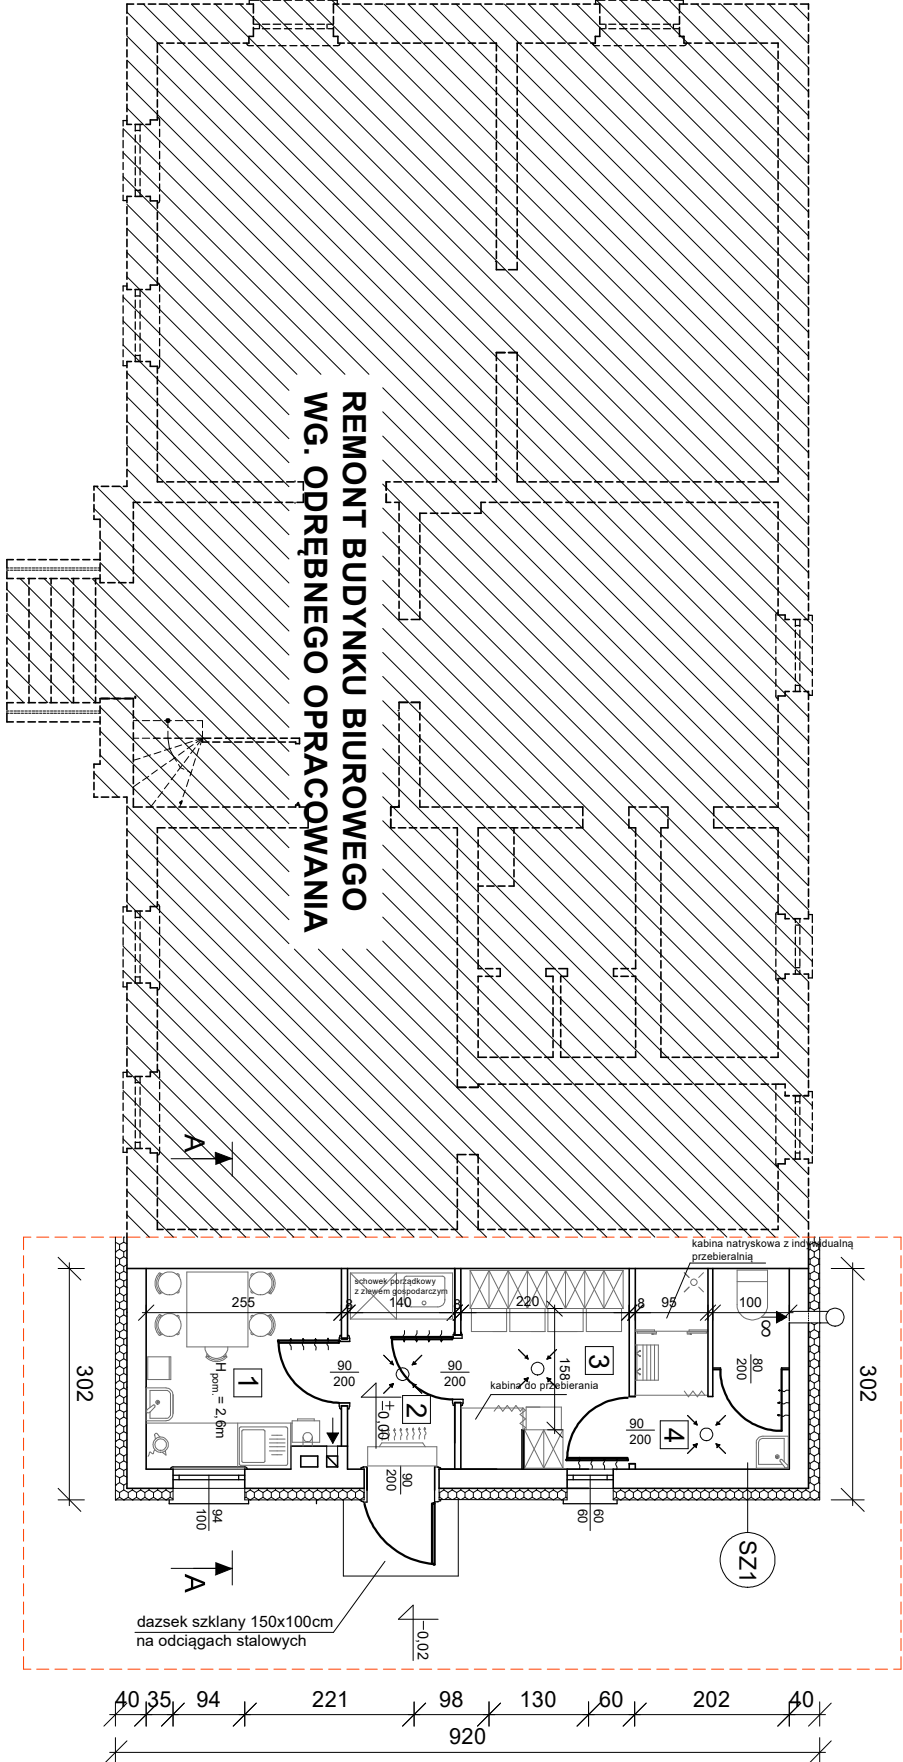 REMONT BUDYNKU BIUROWEGO
WG. ODRĘBNEGO OPRACOWANIA
A
kabina natryskowa z indywidualną
przebieralnią
schowek porządkowy
z zlewem gospodarczym
255
8
140
8
220
8
95
100
302
302
80
200
1
H pom. = 2,6m
90
200
90
200
158
3
kabina do przebierania
2
±0,00
90
200
4
90
200
94
100
60
60
SZ1
A
dazsek szklany 150x100cm
na odciągach stalowych
-0,02
40 35 94 221 98 130 60 202 40
920